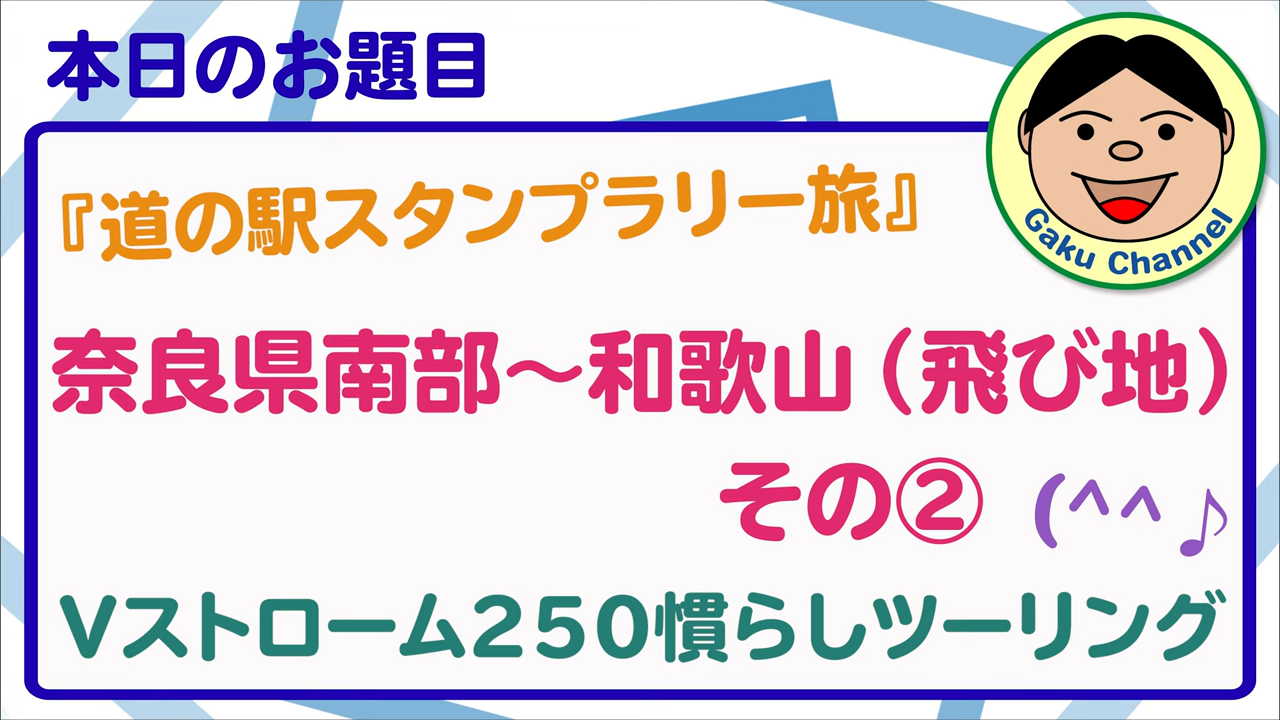 本日のお題目
『道の駅スタンプラリー旅』
奈良県南部～和歌山（飛び地）
その② (^^♪
Vストローム250慣らしツーリング
Gaku Channel